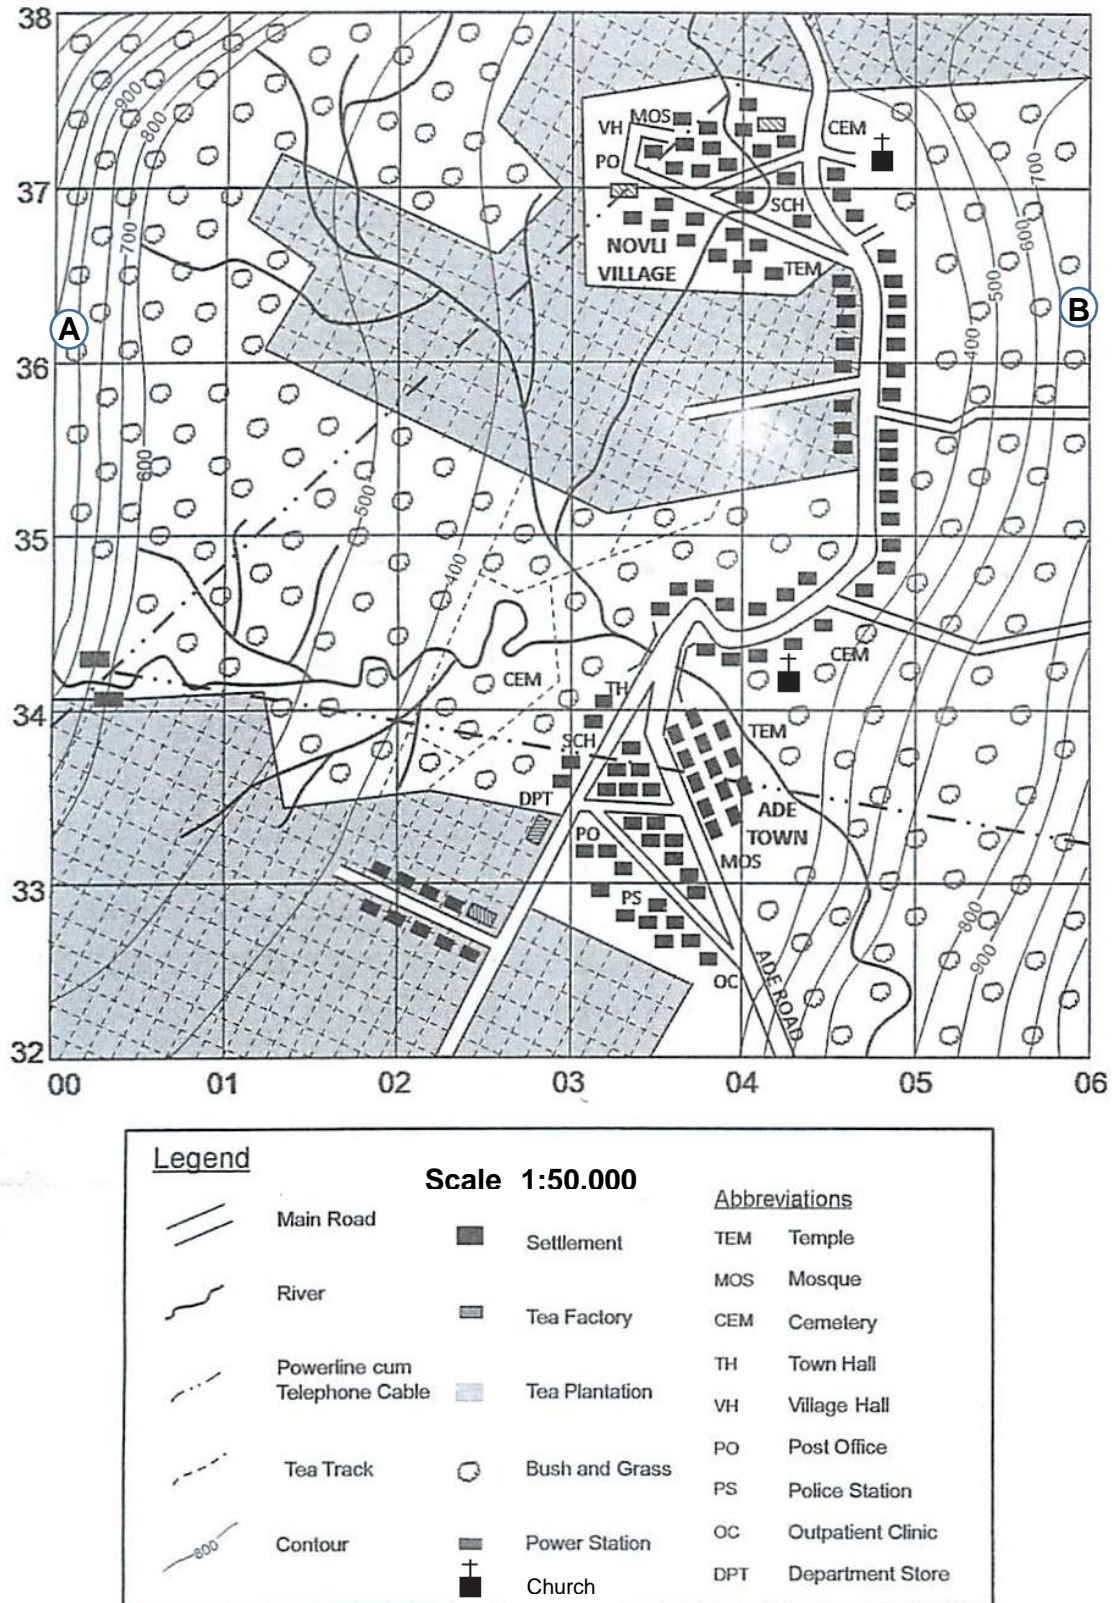 38
900
800
VH
MOS
CEM
PO
700
37
SCH
700
NOVLI
VILLAGE
TEM
600
500
A
B
400
36
600
500
35
400
CEM
CEM
TH
34
SCH
TEM
DPT
ADE
TOWN
PO
MOS
33
PS
800
900
OC
ADE ROAD
32
00 01 02 03 04 05 06
Legend
Scale 1:50.000
Abbreviations
Main Road
Settlement
TEM Temple
MOS Mosque
River
Tea Factory
CEM Cemetery
Powerline cum
Telephone Cable
Tea Plantation
TH Town Hall
VH Village Hall
Tea Track
Bush and Grass
PO Post Office
PS Police Station
800
Contour
Power Station
OC Outpatient Clinic
Church
DPT Department Store